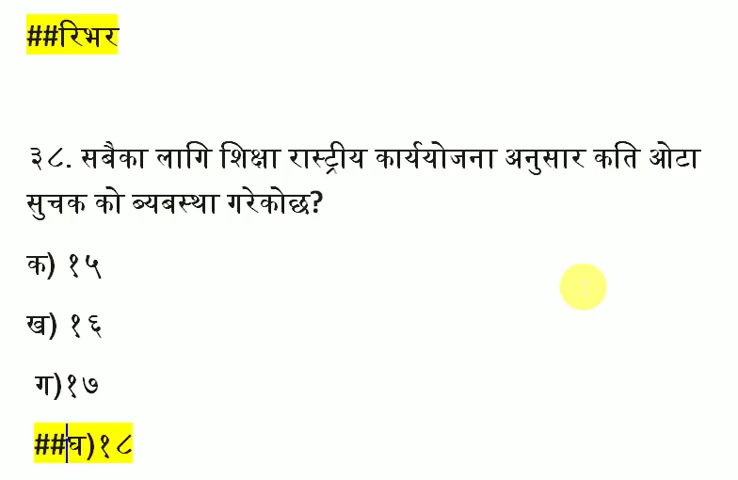 ##रिभर
३८. सबैका लागि शिक्षा रास्ट्रीय कार्ययोजना अनुसार कति ओटा
सुचक को ब्यबस्था गरेकोछ?
क) १५
ख) १६
ग)१७
##घ)१८